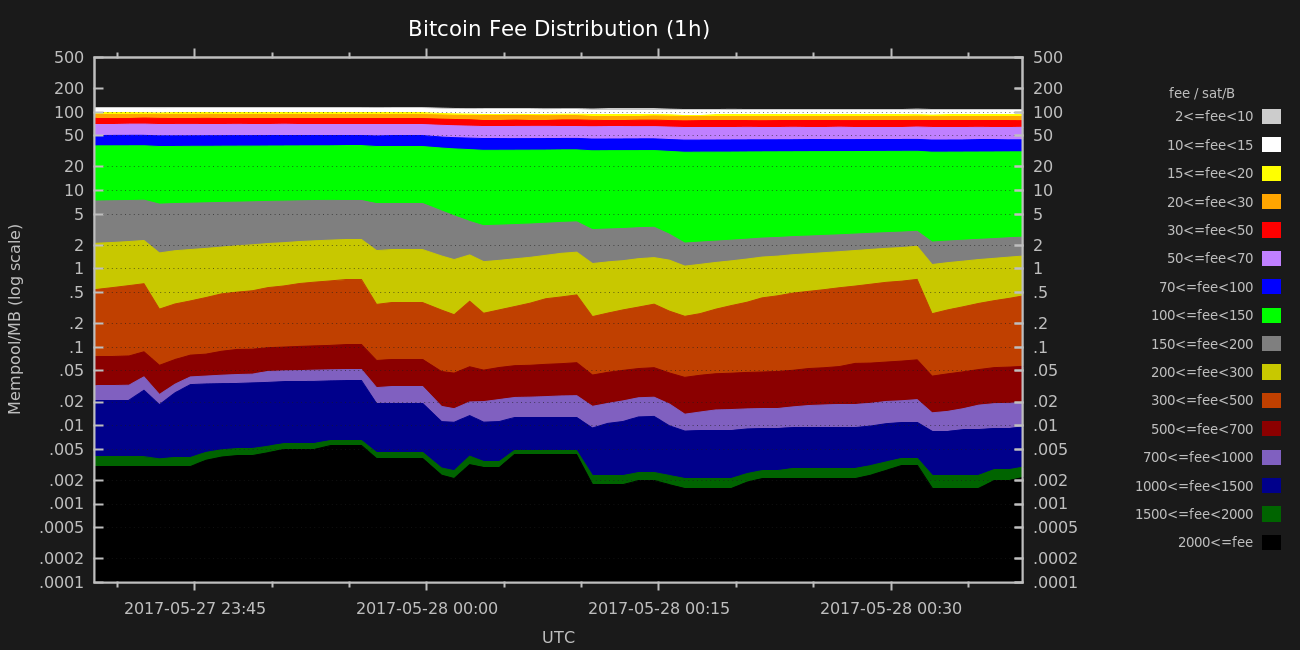 Bitcoin Fee Distribution (1h)
500 500
200 200
100 100
50 50
20 20
10 10
5 5
2 2
1 1
.5 .5
.2 .2
.1 .1
.05 .05
.02 .02
.01 .01
.005 .005
.002 .002
.001 .001
.0005 .0005
.0002 .0002
.0001 .0001
Mempool/MB (log scale)
2017-05-27 23:45 2017-05-28 00:00 2017-05-28 00:15 2017-05-28 00:30
UTC
fee / sat/B
2<=fee<10
10<=fee<15
15<=fee<20
20<=fee<30
30<=fee<50
50<=fee<70
70<=fee<100
100<=fee<150
150<=fee<200
200<=fee<300
300<=fee<500
500<=fee<700
700<=fee<1000
1000<=fee<1500
1500<=fee<2000
2000<=fee